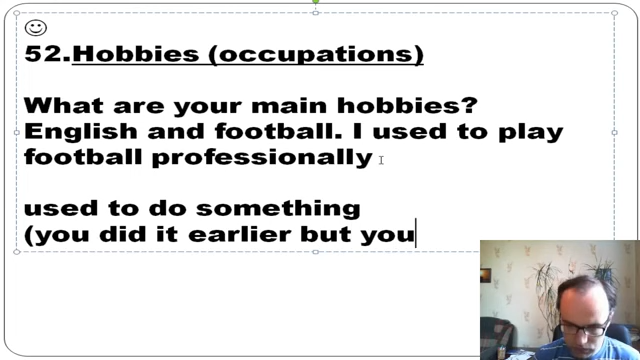 52.Hobbies (occupations)
What are your main hobbies?
English and football. I used to play
football professionally
used to do something
(you did it earlier but you